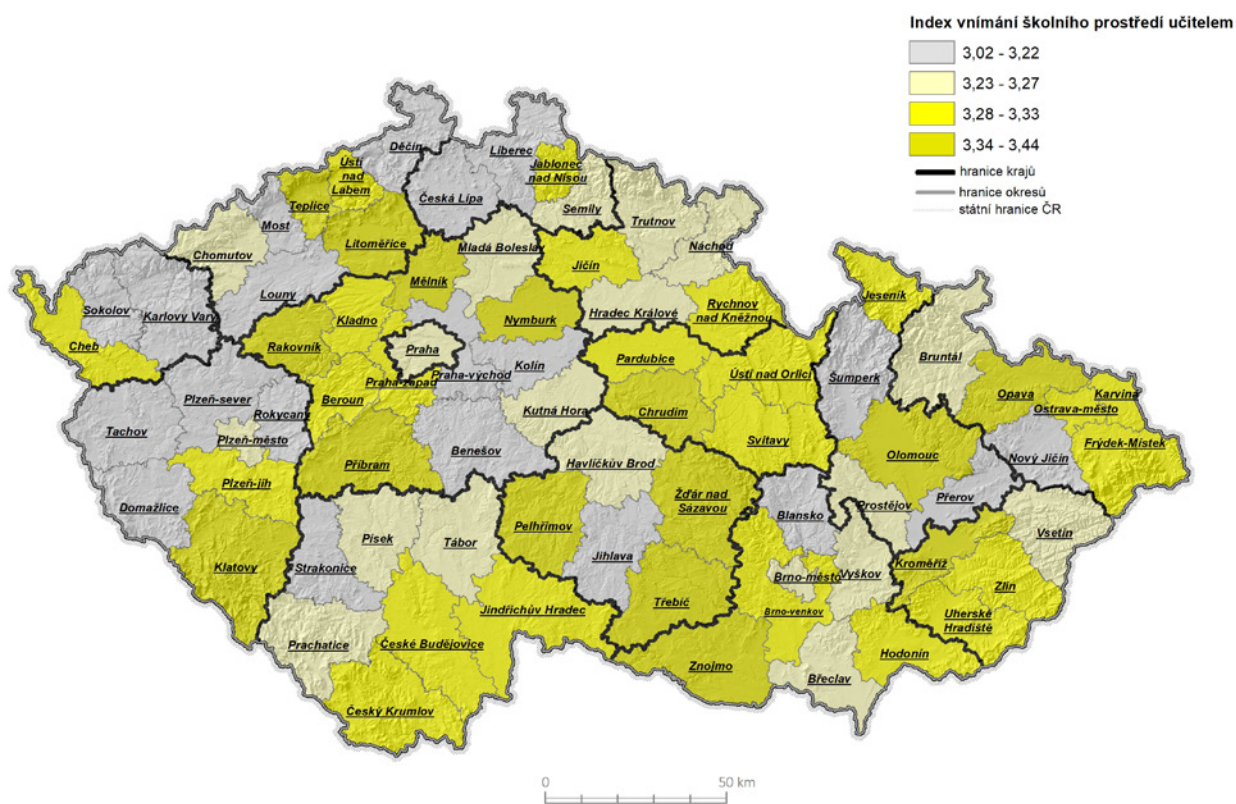 Index vnímání školního prostředí učitelem
3,02 - 3,22
3,23 - 3,27
3,28 - 3,33
3,34 - 3,44
hranice krajů
hranice okresů
státní hranice ČR
Děčín
Liberec
Ústí
nad
Labem
Jablonec
nad Nisou
Česká Lípa
Teplice
Semily
Most
Trutnov
Litoměřice
Chomutov
Mladá Boleslav
Náchod
Jičín
Mělník
Louny
Jeseník
Sokolov
Karlovy Vary
Rychnov
nad Kněžnou
Hradec Králové
Kladno
Nymburk
Cheb
Rakovník
Praha
Pardubice
Bruntál
Kolín
Praha-západ
Praha-východ
Ústí nad Orlicí
Šumperk
Opava
Karviná
Ostrava-město
Beroun
Plzeň-sever
Rokycany
Kutná Hora
Chrudim
Tachov
Plzeň-město
Svitavy
Frýdek-Místek
Benešov
Olomouc
Nový Jičín
Havlíčkův Brod
Příbram
Plzeň-jih
Žďár nad
Sázavou
Přerov
Domažlice
Prostějov
Blansko
Pelhřimov
Vsetín
Písek
Tábor
Jihlava
Klatovy
Strakonice
Kroměříž
Brno-město
Vyškov
Zlín
Třebíč
Jindřichův Hradec
Brno-venkov
Uherské
Hradiště
Prachatice
České Budějovice
Hodonín
Znojmo
Břeclav
Český Krumlov
0
50 km